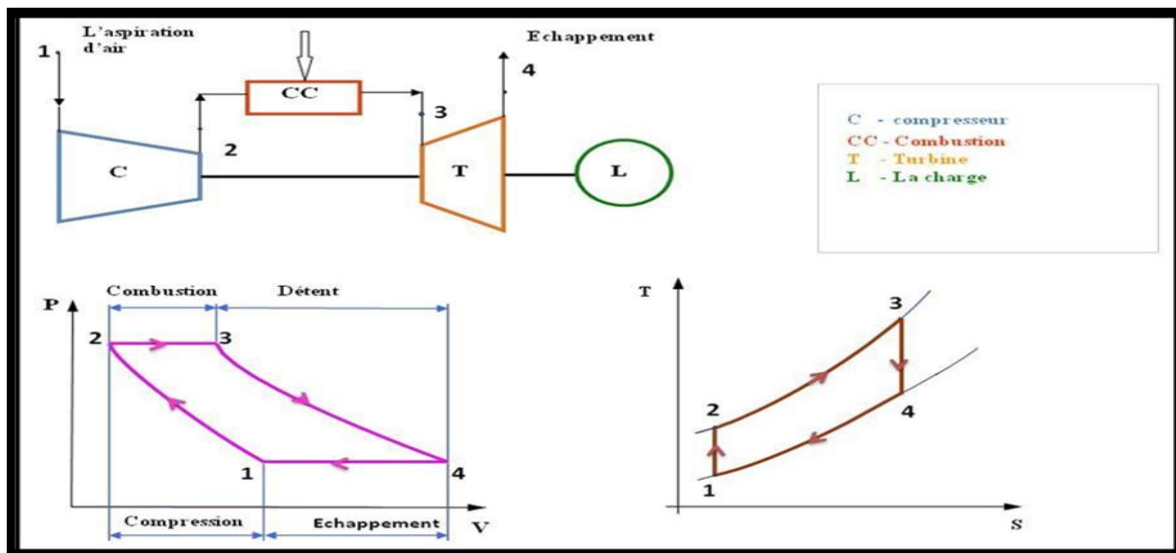 L'aspiration
d'air
1
CC
Echappement
4
3
2
C
T
L
C - compresseur
CC - Combustion
T - Turbine
L - La charge
Combustion
Détent
P
2
3
1
4
Compression
Echappement
V
T
3
2
4
1
S